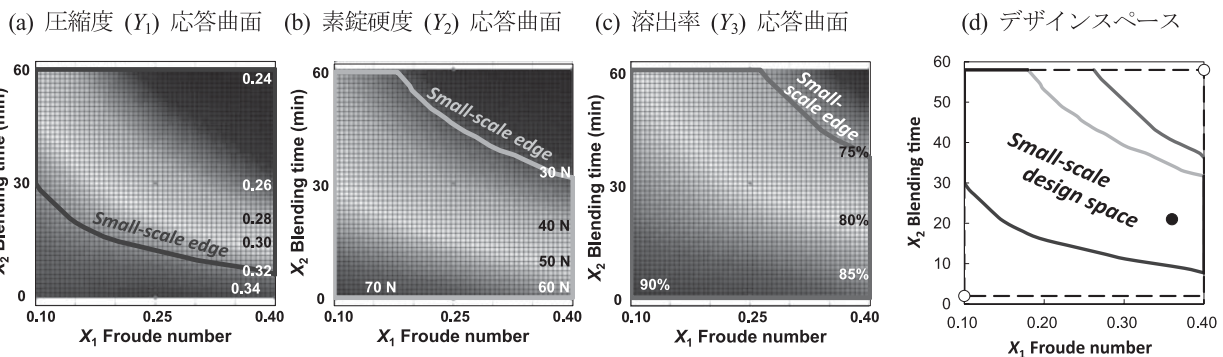 (a) 圧縮度 (Y₁) 応答曲面
(b) 素錠硬度 (Y₂) 応答曲面
(c) 溶出率 (Y₃) 応答曲面
(d) デザインスペース
X₂ Blending time (min)
60
30
0
0.10
0.25
0.40
X₁ Froude number
0.24
0.26
0.28
0.30
0.32
0.34
Small-scale edge
X₂ Blending time (min)
60
30
0
0.10
0.25
0.40
X₁ Froude number
Small-scale edge
30 N
40 N
50 N
60 N
70 N
X₂ Blending time (min)
60
30
0
0.10
0.25
0.40
X₁ Froude number
Small-
scale edge
75%
80%
85%
90%
X₂ Blending time
60
50
40
30
20
10
0
0.10
0.20
0.30
0.40
X₁ Froude number
Small-scale
design space